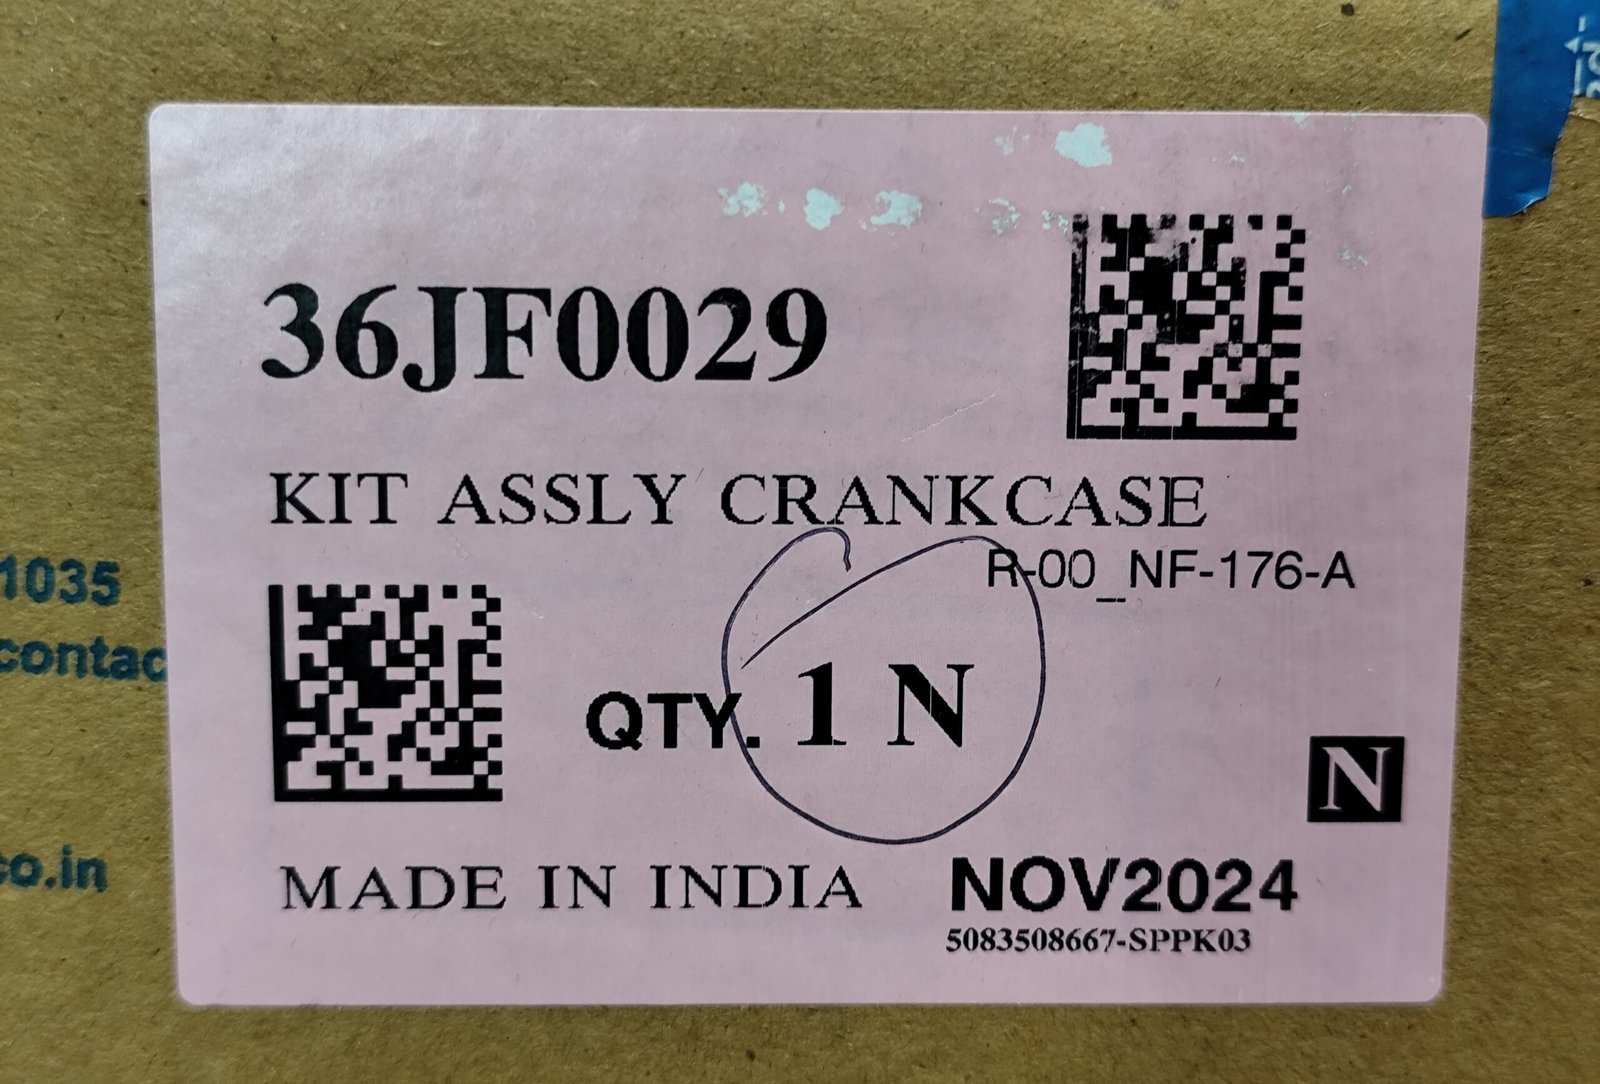 36JF0029
KIT ASSLY CRANKCASE
R-00_NF-176-A
1035
contac
QTY. 1 N
N
co.in
MADE IN INDIA NOV2024
5083508667-SPPK03